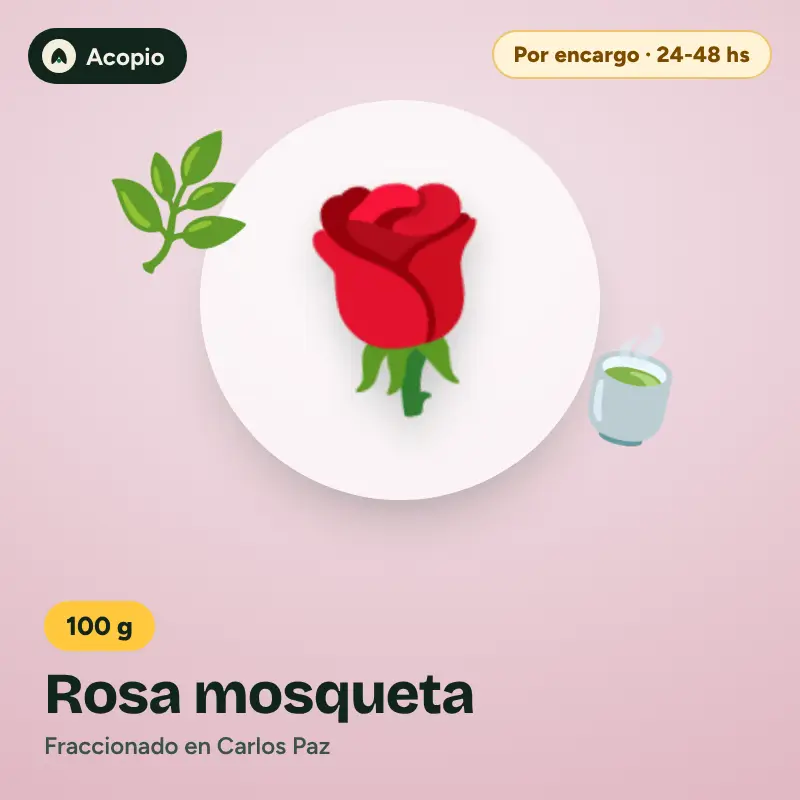 Acopio
Por encargo · 24-48 hs
100 g
Rosa mosqueta
Fraccionado en Carlos Paz